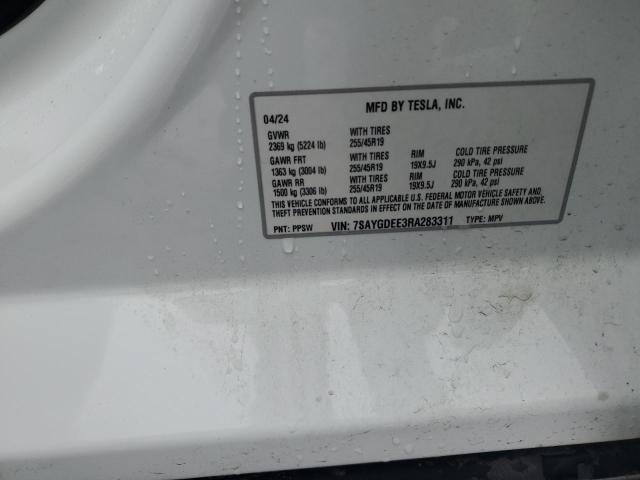 MFD BY TESLA, INC.
04/24
GVWR WITH TIRES
2369 kg (5224 lb) 255/45R19
GAWR FRT WITH TIRES RIM COLD TIRE PRESSURE
1363 kg (3004 lb) 255/45R19 19X9.5J 290 kPa, 42 psi
GAWR RR WITH TIRES RIM COLD TIRE PRESSURE
1500 kg (3306 lb) 255/45R19 19X9.5J 290 kPa, 42 psi
THIS VEHICLE CONFORMS TO ALL APPLICABLE U.S. FEDERAL MOTOR VEHICLE SAFETY AND
THEFT PREVENTION STANDARDS IN EFFECT ON THE DATE OF MANUFACTURE SHOWN ABOVE.
PNT: PPSW VIN: 7SAYGDEE3RA283311 TYPE: MPV